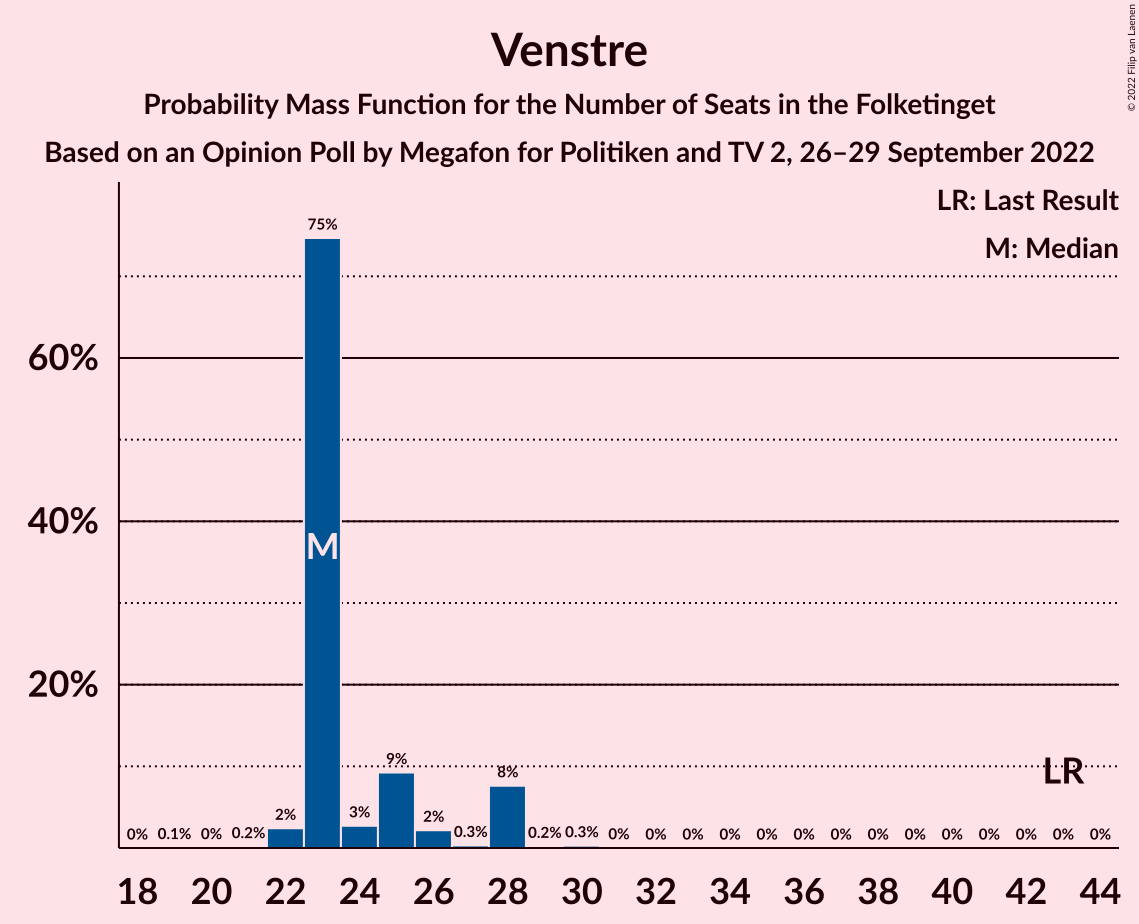 Venstre
Probability Mass Function for the Number of Seats in the Folketinget
Based on an Opinion Poll by Megafon for Politiken and TV 2, 26–29 September 2022
© 2022 Filip van Laenen
LR: Last Result
M: Median
60%
40%
20%
0% 0.1% 0% 0.2% 2% 75% 3% 9% 2% 0.3% 8% 0.2% 0.3% 0% 0% 0% 0% 0% 0% 0% 0% 0% 0% 0% 0% 0% 0%
M
LR
18 20 22 24 26 28 30 32 34 36 38 40 42 44